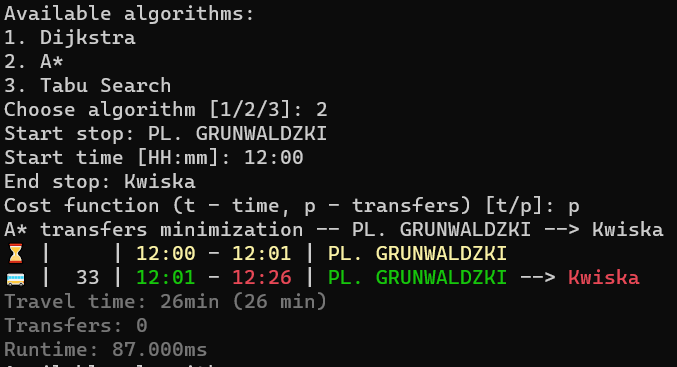 Available algorithms:
1. Dijkstra
2. A*
3. Tabu Search
Choose algorithm [1/2/3]: 2
Start stop: PL. GRUNWALDZKI
Start time [HH:mm]: 12:00
End stop: Kwiska
Cost function (t - time, p - transfers) [t/p]: p
A* transfers minimization -- PL. GRUNWALDZKI --> Kwiska
⏳ |     | 12:00 - 12:01 | PL. GRUNWALDZKI
🚌 |  33 | 12:01 - 12:26 | PL. GRUNWALDZKI --> Kwiska
Travel time: 26min (26 min)
Transfers: 0
Runtime: 87.000ms